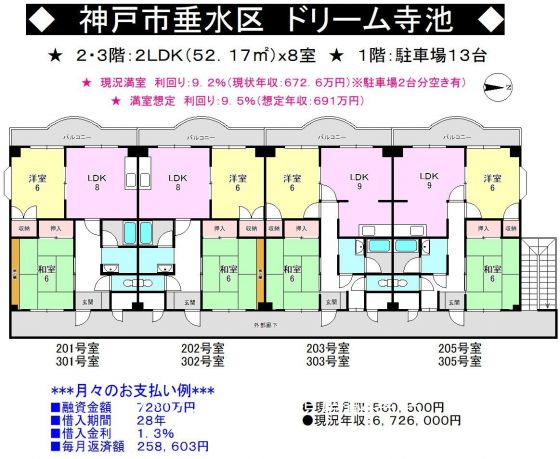 ◆ 神戸市垂水区 ドリーム寺池 ◆
★ 2・3階：2LDK（52．17㎡）x8室 ★ 1階：駐車場13台
★ 現況満室 利回り：9．2％（現状年収：672．6万円）※駐車場2台分空き有）
★ 満室想定 利回り：9．5％（想定年収：691万円）
バルコニー バルコニー バルコニー
洋室 6 LDK 8 LDK 8 洋室 6 洋室 6 LDK 9 LDK 9 洋室 6
収納 押入 押入 収納 収納 押入 押入 収納
和室 6 和室 6 和室 6 和室 6
玄関 玄関 玄関 玄関
外部廊下
201号室 202号室 203号室 205号室
301号室 302号室 303号室 305号室
***月々のお支払い例***
■融資金額 7280万円
■借入期間 28年
■借入金利 1．3％
■毎月返済額 258，603円
●現況年収：6，726，000円